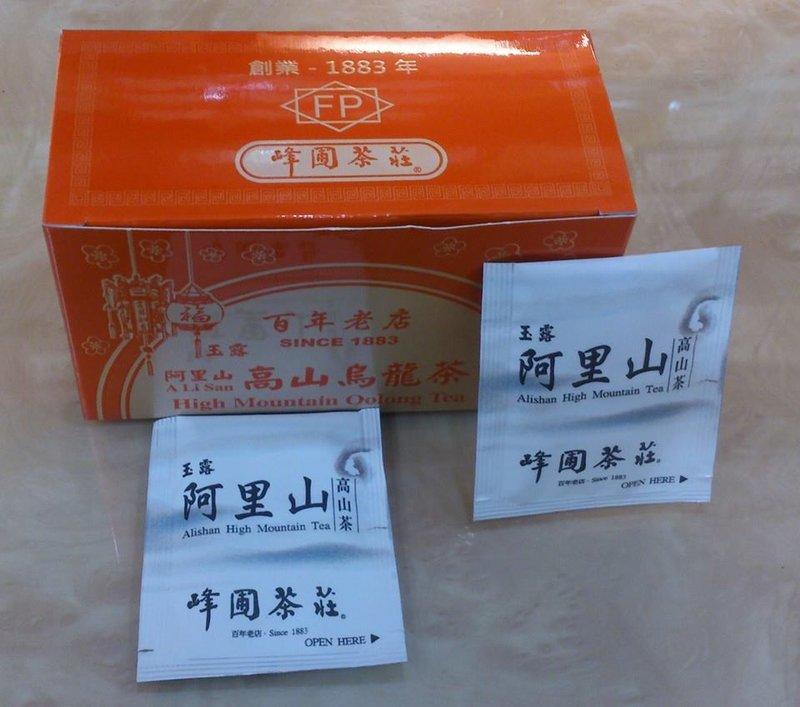 創業 - 1883 年
FP
峰圃茶莊®
福
百年老店
SINCE 1883
玉露
阿里山 高山烏龍茶
A Li San
High Mountain Oolong Tea
玉露
阿里山 高山茶
Alishan High Mountain Tea
峰圃茶莊®
百年老店 · Since 1883
OPEN HERE ▶
玉露
阿里山 高山茶
Alishan High Mountain Tea
峰圃茶莊®
百年老店 · Since 1883
OPEN HERE ▶